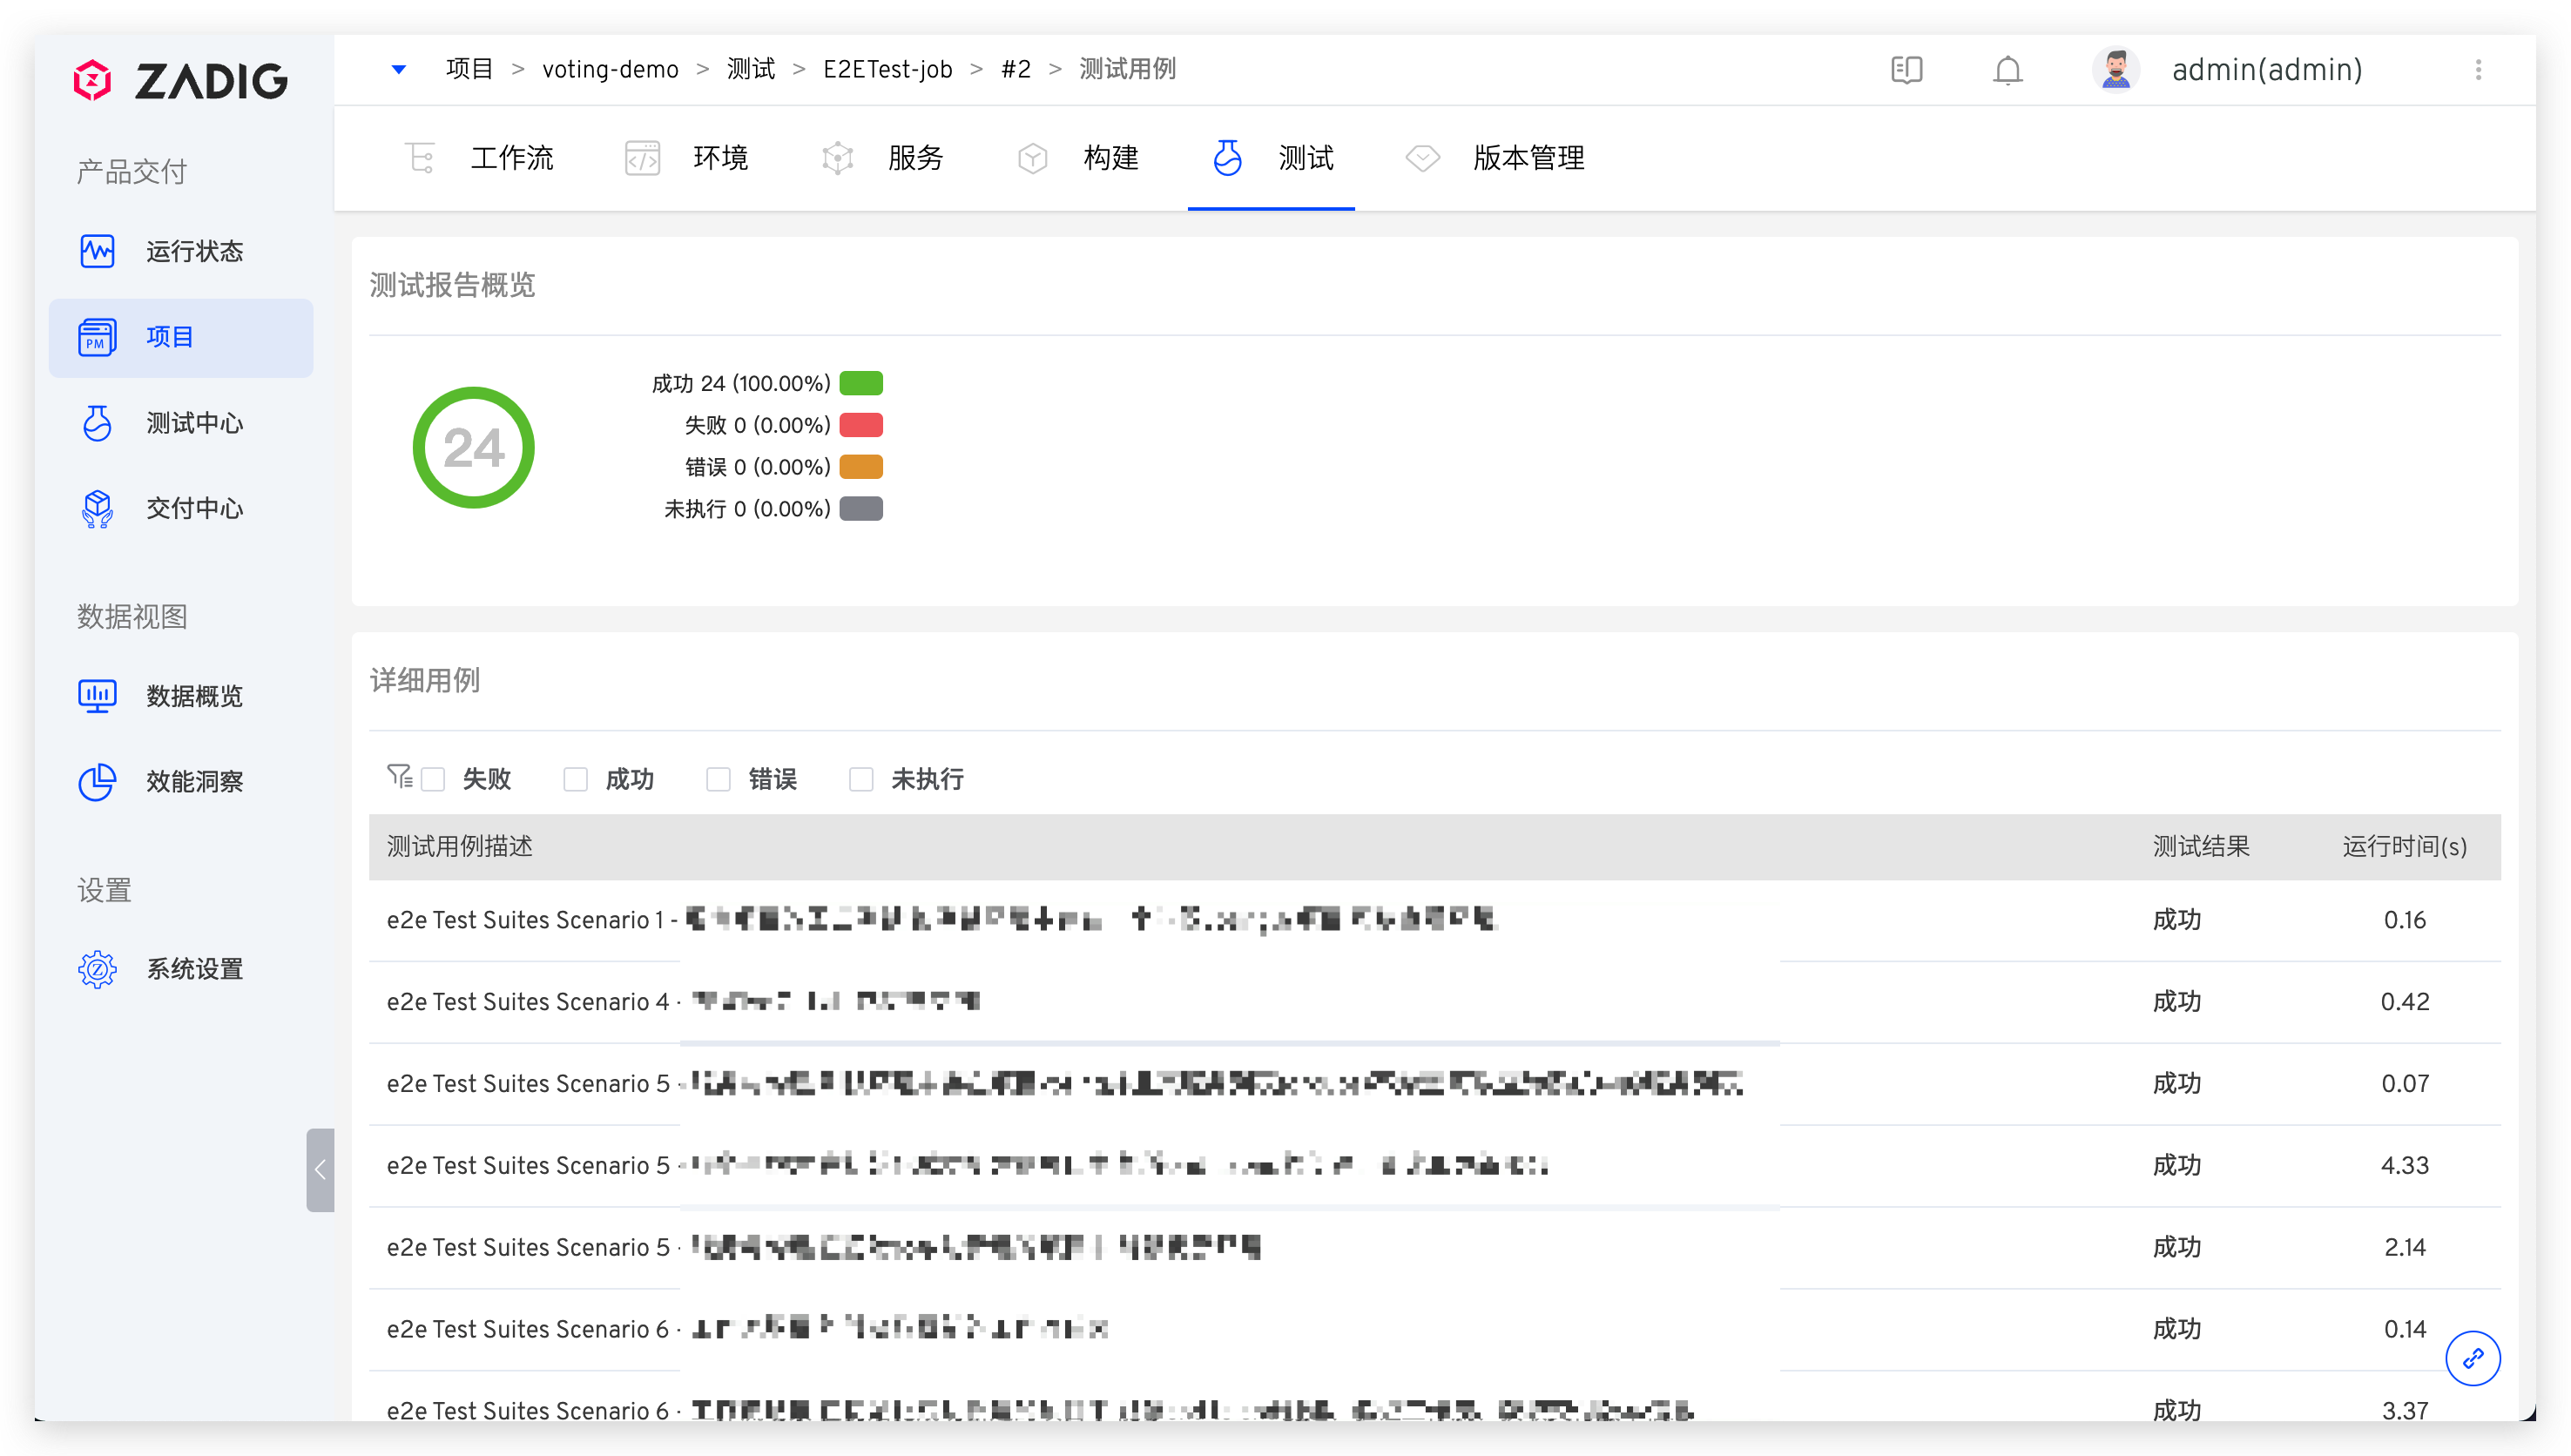 ZADIG
项目 > voting-demo > 测试 > E2ETest-job > #2 > 测试用例
admin(admin)
工作流 环境 服务 构建 测试 版本管理
产品交付
运行状态
PM
项目
测试中心
交付中心
数据视图
数据概览
效能洞察
设置
系统设置
测试报告概览
24
成功 24 (100.00%)
失败 0 (0.00%)
错误 0 (0.00%)
未执行 0 (0.00%)
详细用例
失败 成功 错误 未执行
测试用例描述 测试结果 运行时间(s)
e2e Test Suites Scenario 1 - 成功 0.16
e2e Test Suites Scenario 4 - 成功 0.42
e2e Test Suites Scenario 5 - 成功 0.07
e2e Test Suites Scenario 5 - 成功 4.33
e2e Test Suites Scenario 5 - 成功 2.14
e2e Test Suites Scenario 6 - 成功 0.14
e2e Test Suites Scenario 6 - 成功 3.37